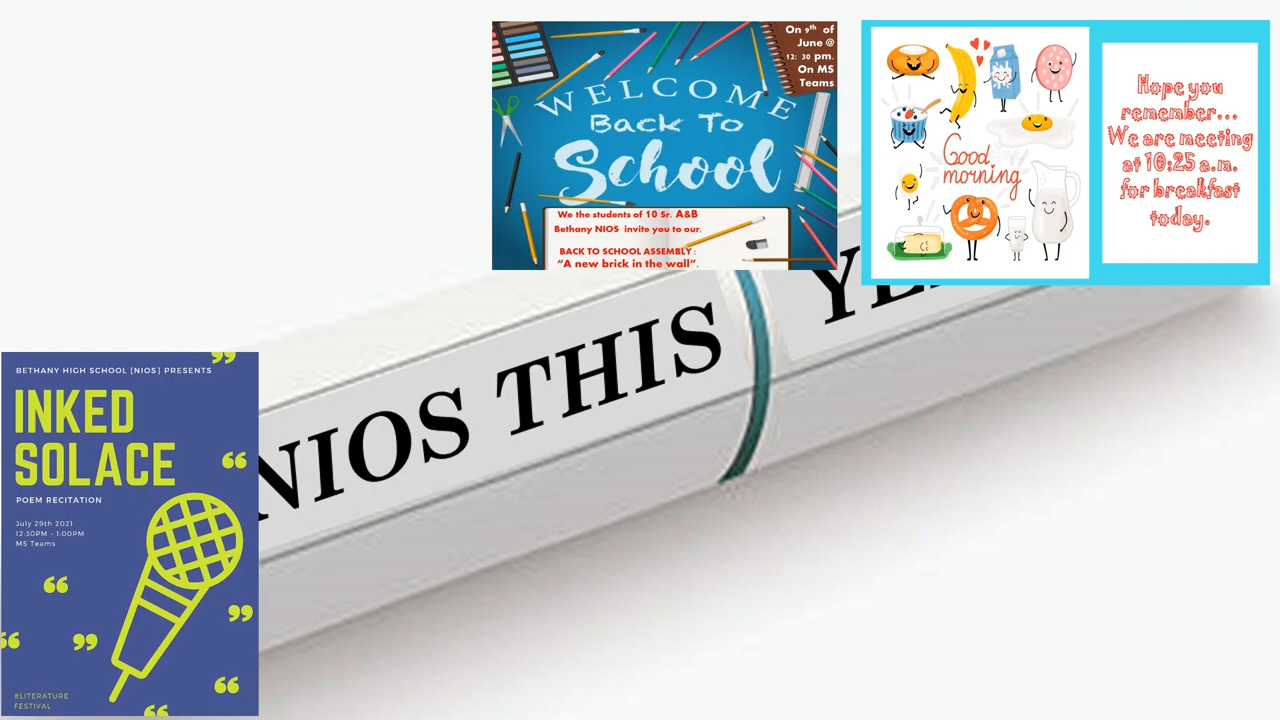 On 9th of
June @
12: 30 pm.
On MS
Teams
WELCOME
Back To
School
We the students of 10 Sr. A&B
Bethany NIOS invite you to our.
BACK TO SCHOOL ASSEMBLY :
“A new brick in the wall”.
Good
morning
Hope you
remember...
We are meeting
at 10:25 a.m.
for breakfast
today.
NIOS THIS
BETHANY HIGH SCHOOL [NIOS] PRESENTS
INKED
SOLACE
POEM RECITATION
July 29th 2021
12:30PM - 1:00PM
MS Teams
#LITERATURE
FESTIVAL